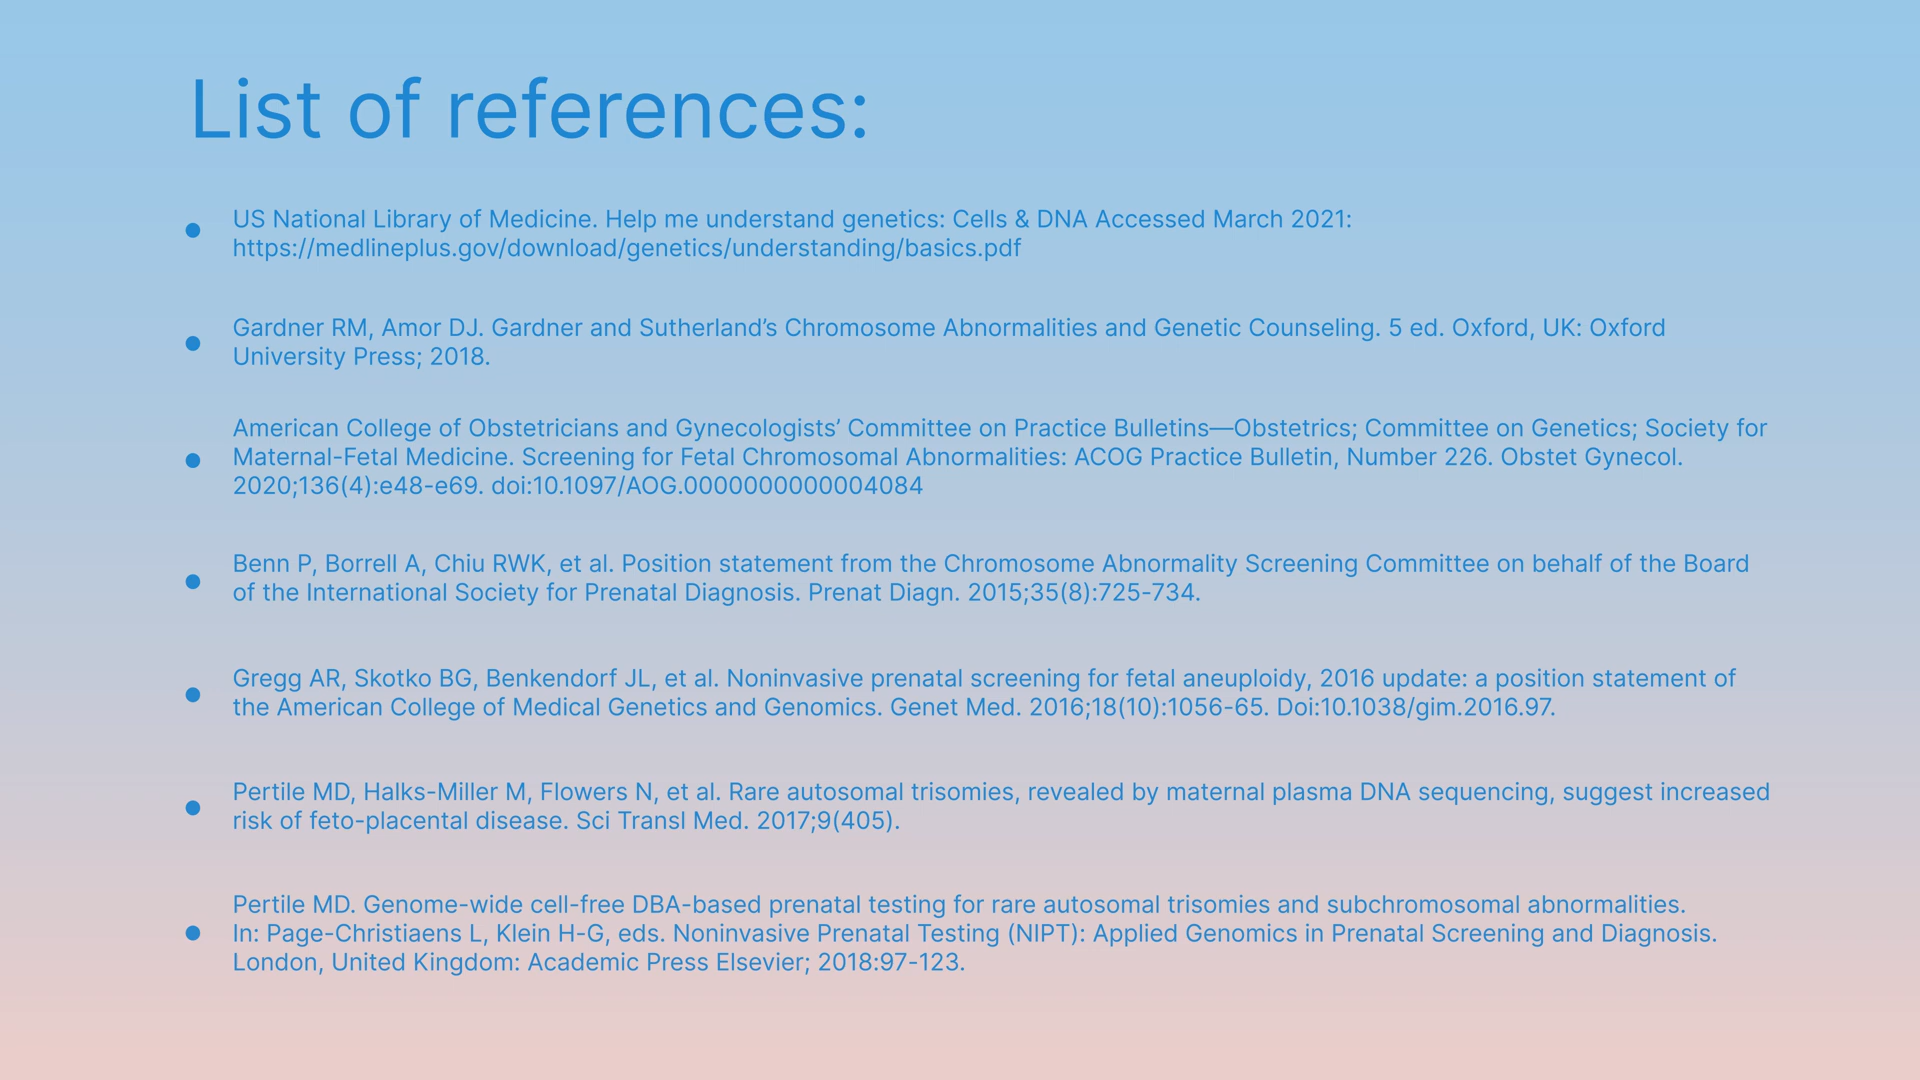 List of references:
US National Library of Medicine. Help me understand genetics: Cells & DNA Accessed March 2021:
https://medlineplus.gov/download/genetics/understanding/basics.pdf
Gardner RM, Amor DJ. Gardner and Sutherland’s Chromosome Abnormalities and Genetic Counseling. 5 ed. Oxford, UK: Oxford
University Press; 2018.
American College of Obstetricians and Gynecologists’ Committee on Practice Bulletins—Obstetrics; Committee on Genetics; Society for
Maternal-Fetal Medicine. Screening for Fetal Chromosomal Abnormalities: ACOG Practice Bulletin, Number 226. Obstet Gynecol.
2020;136(4):e48-e69. doi:10.1097/AOG.0000000000004084
Benn P, Borrell A, Chiu RWK, et al. Position statement from the Chromosome Abnormality Screening Committee on behalf of the Board
of the International Society for Prenatal Diagnosis. Prenat Diagn. 2015;35(8):725-734.
Gregg AR, Skotko BG, Benkendorf JL, et al. Noninvasive prenatal screening for fetal aneuploidy, 2016 update: a position statement of
the American College of Medical Genetics and Genomics. Genet Med. 2016;18(10):1056-65. Doi:10.1038/gim.2016.97.
Pertile MD, Halks-Miller M, Flowers N, et al. Rare autosomal trisomies, revealed by maternal plasma DNA sequencing, suggest increased
risk of feto-placental disease. Sci Transl Med. 2017;9(405).
Pertile MD. Genome-wide cell-free DBA-based prenatal testing for rare autosomal trisomies and subchromosomal abnormalities.
In: Page-Christiaens L, Klein H-G, eds. Noninvasive Prenatal Testing (NIPT): Applied Genomics in Prenatal Screening and Diagnosis.
London, United Kingdom: Academic Press Elsevier; 2018:97-123.